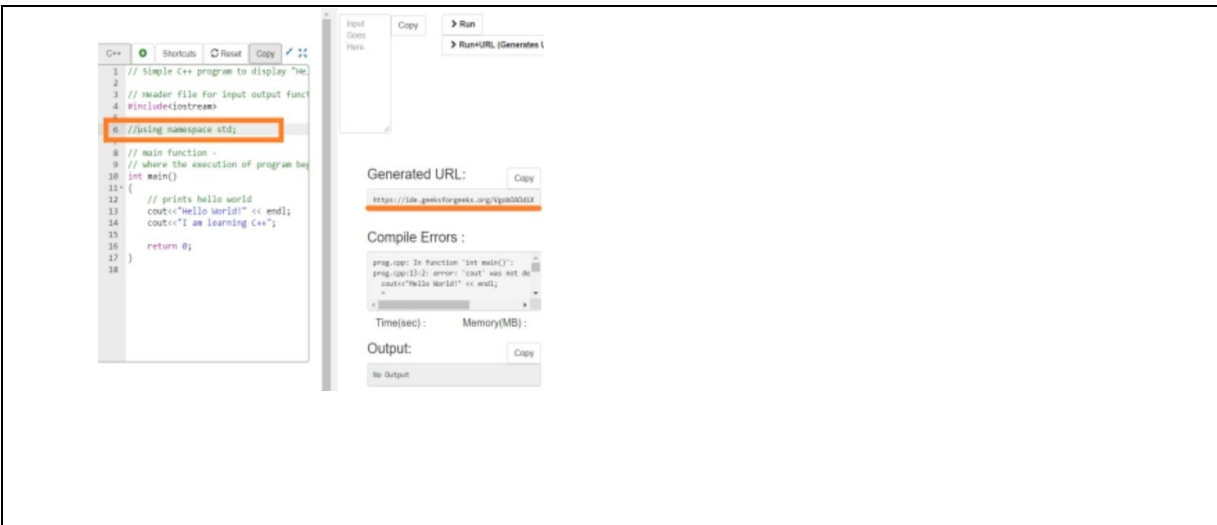 C++
Shortcuts
Reset
Copy
1 // Simple C++ program to display "He
2
3 // Header file for input output funct
4 #include<iostream>
5
6 //using namespace std;
7
8 // main function -
9 // where the execution of program beg
10 int main()
11 {
12 // prints hello world
13 cout<<"Hello World!" << endl;
14 cout<<"I am learning C++";
15
16 return 0;
17 }
18
Input
Goes
Here..
Copy
Run
Run+URL (Generates U
Generated URL:
Copy
Compile Errors :
prog.cpp: In function 'int main()':
prog.cpp:13:2: error: 'cout' was not de
cout<<"Hello World!" << endl;
^
Time(sec) :
Memory(MB) :
Output:
Copy
No Output